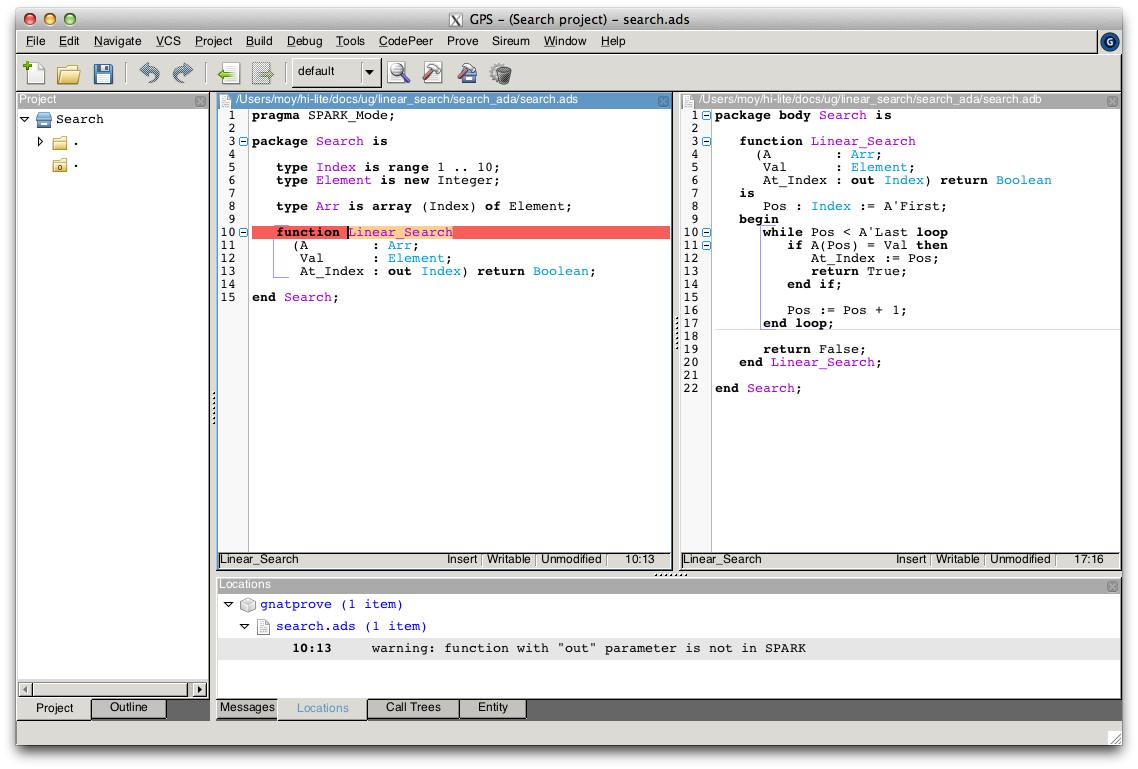 GPS - (Search project) - search.ads
File Edit Navigate VCS Project Build Debug Tools CodePeer Prove Sireum Window Help
G
default
Project
Search
.
.
Project Outline
/Users/moy/hi-lite/docs/ug/linear_search/search_ada/search.ads
1 pragma SPARK_Mode;
2
3 package Search is
4
5 type Index is range 1 .. 10;
6 type Element is new Integer;
7
8 type Arr is array (Index) of Element;
9
10 function Linear_Search
11 (A : Arr;
12 Val : Element;
13 At_Index : out Index) return Boolean;
14
15 end Search;
Linear_Search Insert Writable Unmodified 10:13
/Users/moy/hi-lite/docs/ug/linear_search/search_ada/search.adb
1 package body Search is
2
3 function Linear_Search
4 (A : Arr;
5 Val : Element;
6 At_Index : out Index) return Boolean
7 is
8 Pos : Index := A'First;
9 begin
10 while Pos < A'Last loop
11 if A(Pos) = Val then
12 At_Index := Pos;
13 return True;
14 end if;
15
16 Pos := Pos + 1;
17 end loop;
18
19 return False;
20 end Linear_Search;
21
22 end Search;
Linear_Search Insert Writable Unmodified 17:16
Locations
gnatprove (1 item)
search.ads (1 item)
10:13 warning: function with "out" parameter is not in SPARK
Messages Locations Call Trees Entity